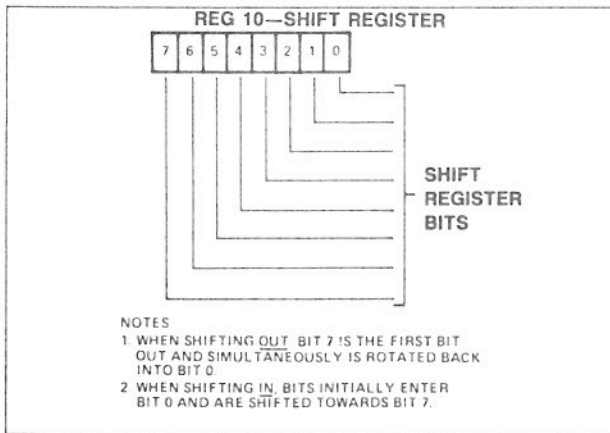 REG 10—SHIFT REGISTER
7 6 5 4 3 2 1 0
SHIFT
REGISTER
BITS
NOTES
1. WHEN SHIFTING OUT BIT 7 IS THE FIRST BIT
OUT AND SIMULTANEOUSLY IS ROTATED BACK
INTO BIT 0.
2 WHEN SHIFTING IN, BITS INITIALLY ENTER
BIT 0 AND ARE SHIFTED TOWARDS BIT 7.